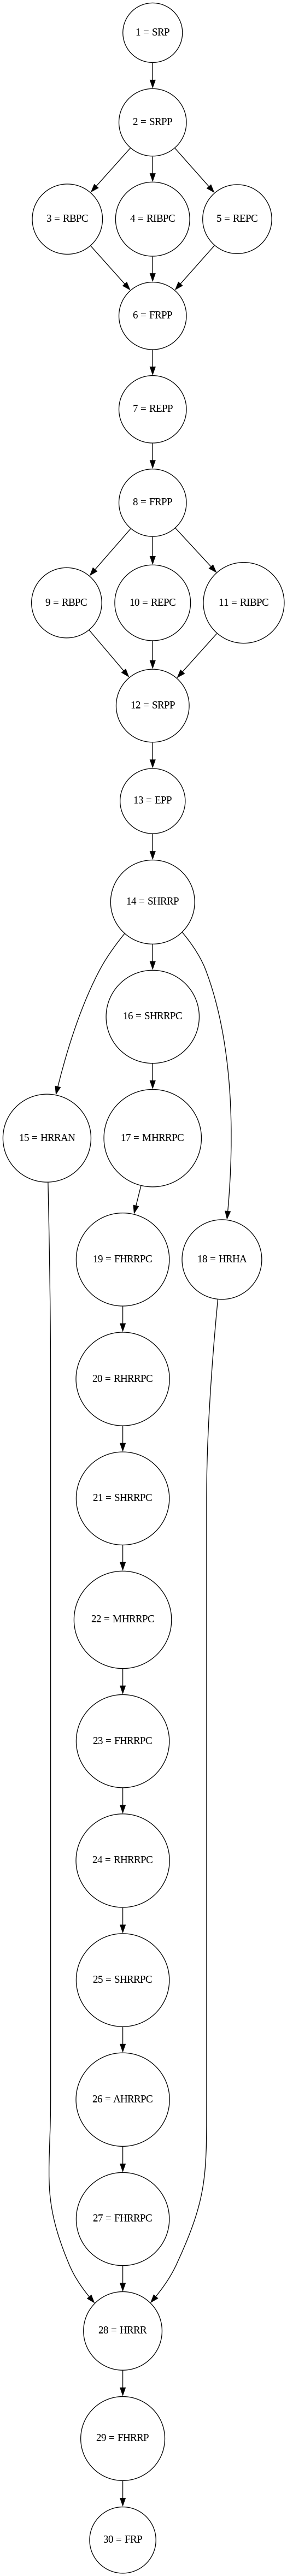 1 = SRP
2 = SRPP
3 = RBPC
4 = RIBPC
5 = REPC
6 = FRPP
7 = REPP
8 = FRPP
9 = RBPC
10 = REPC
11 = RIBPC
12 = SRPP
13 = EPP
14 = SHRRP
16 = SHRRPC
15 = HRRAN
17 = MHRRPC
19 = FHRRPC
18 = HRHA
20 = RHRRPC
21 = SHRRPC
22 = MHRRPC
23 = FHRRPC
24 = RHRRPC
25 = SHRRPC
26 = AHRRPC
27 = FHRRPC
28 = HRRR
29 = FHRRP
30 = FRP